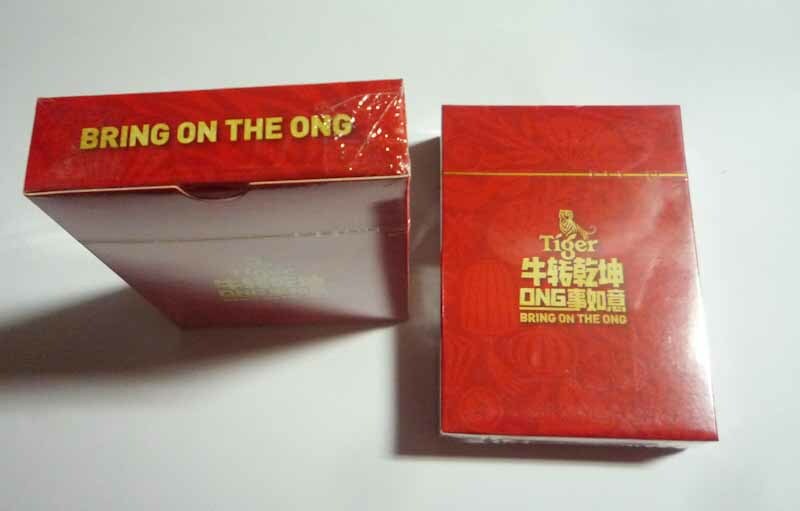 BRING ON THE ONG
Tiger
牛转乾坤
ONG事如意
BRING ON THE ONG